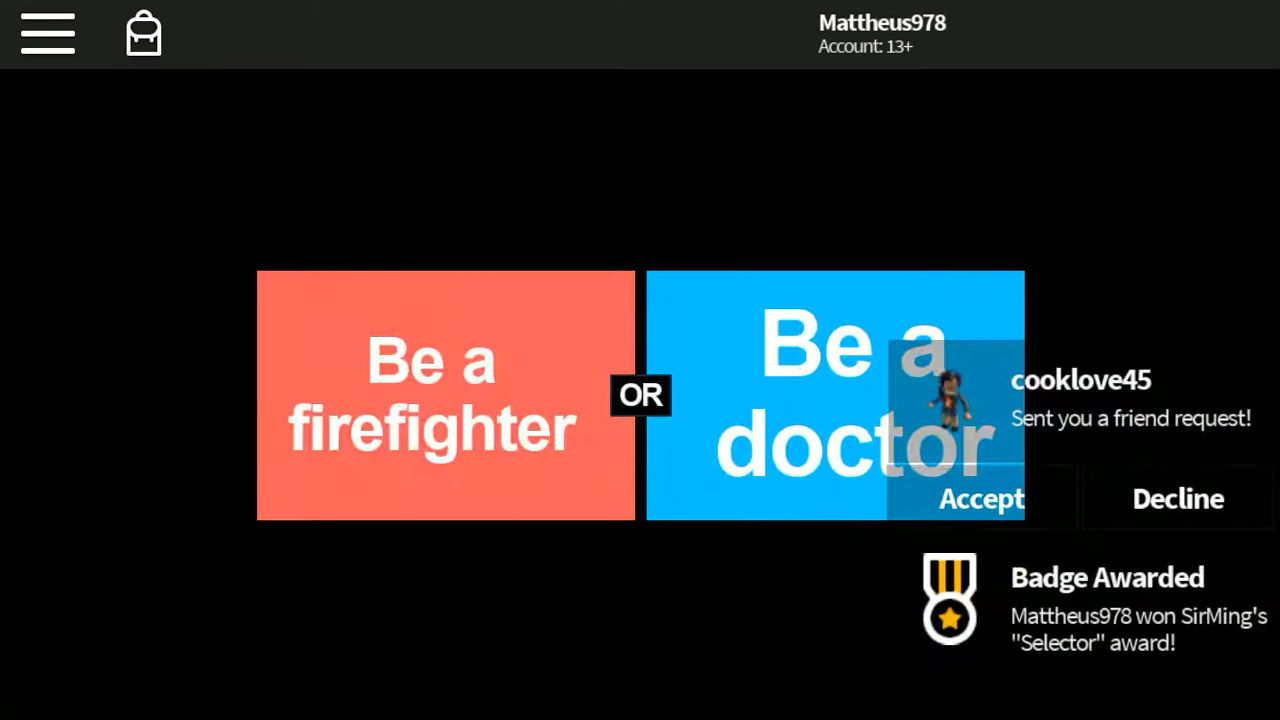 Mattheus978
Account: 13+
Be a
firefighter
OR
Be a
doctor
cooklove45
Sent you a friend request!
Accept
Decline
Badge Awarded
Mattheus978 won SirMing's
"Selector" award!